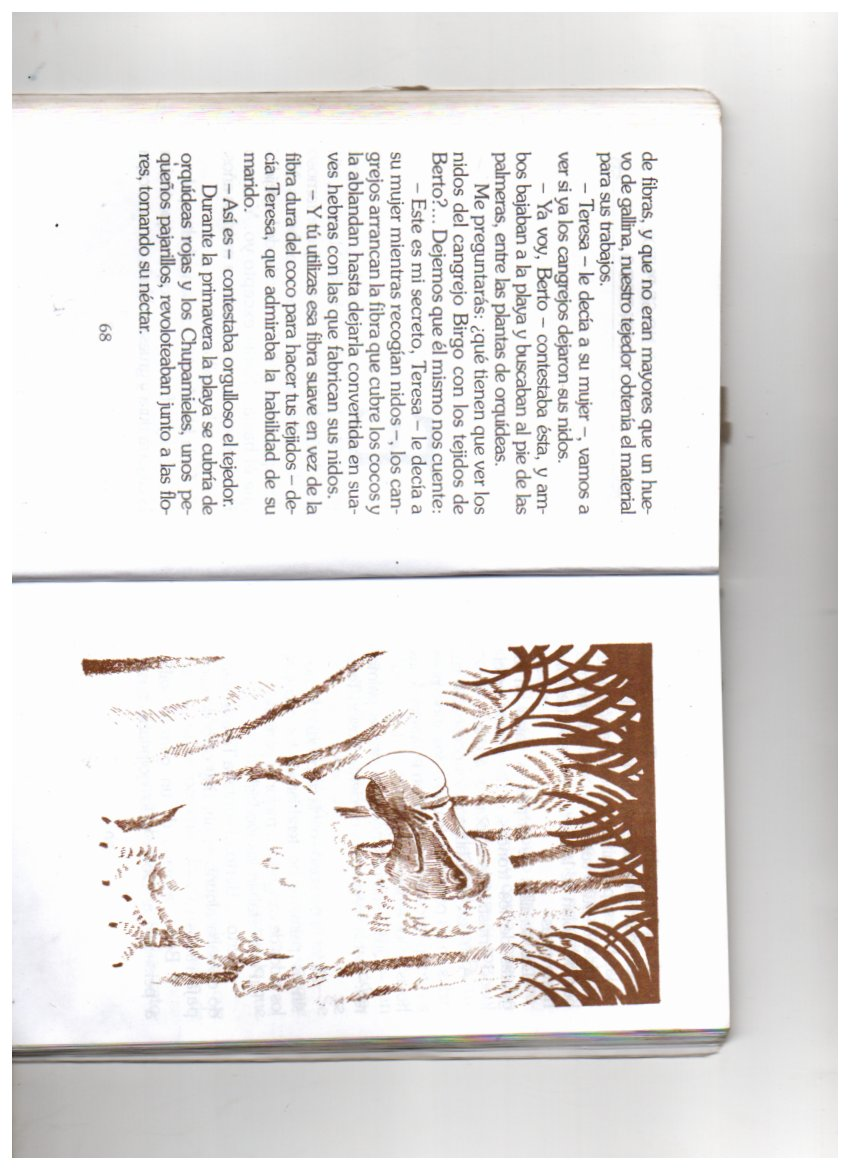 de fibras, y que no eran mayores que un hue-
vo de gallina, nuestro tejedor obtenía el material
para sus trabajos.
– Teresa – le decía a su mujer –, vamos a
ver si ya los cangrejos dejaron sus nidos.
– Ya voy, Berto – contestaba ésta, y am-
bos bajaban a la playa y buscaban al pie de las
palmeras, entre las plantas de orquídeas.
Me preguntarás: ¿qué tienen que ver los
nidos del cangrejo Birgo con los tejidos de
Berto?... Dejemos que él mismo nos cuente:
– Este es mi secreto, Teresa – le decía a
su mujer mientras recogían nidos –, los can-
grejos arrancan la fibra que cubre los cocos y
la ablandan hasta dejarla convertida en sua-
ves hebras con las que fabrican sus nidos.
– Y tú utilizas esa fibra suave en vez de la
fibra dura del coco para hacer tus tejidos – de-
cía Teresa, que admiraba la habilidad de su
marido.
– Así es – contestaba orgulloso el tejedor.
Durante la primavera la playa se cubría de
orquídeas rojas y los Chupamieles, unos pe-
queños pajarillos, revoloteaban junto a las flo-
res, tomando su néctar.
68